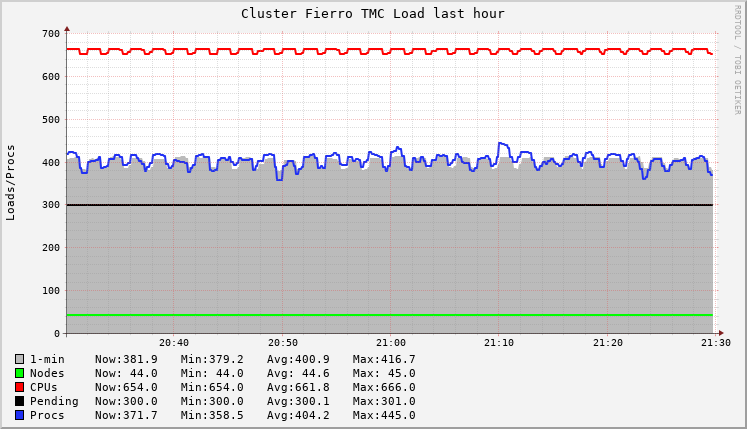 Cluster Fierro TMC Load last hour
RRDTOOL / TOBI OETIKER
Loads/Procs
700
600
500
400
300
200
100
0
20:40 20:50 21:00 21:10 21:20 21:30
1-min Now:381.9 Min:379.2 Avg:400.9 Max:416.7
Nodes Now: 44.0 Min: 44.0 Avg: 44.6 Max: 45.0
CPUs Now:654.0 Min:654.0 Avg:661.8 Max:666.0
Pending Now:300.0 Min:300.0 Avg:300.1 Max:301.0
Procs Now:371.7 Min:358.5 Avg:404.2 Max:445.0